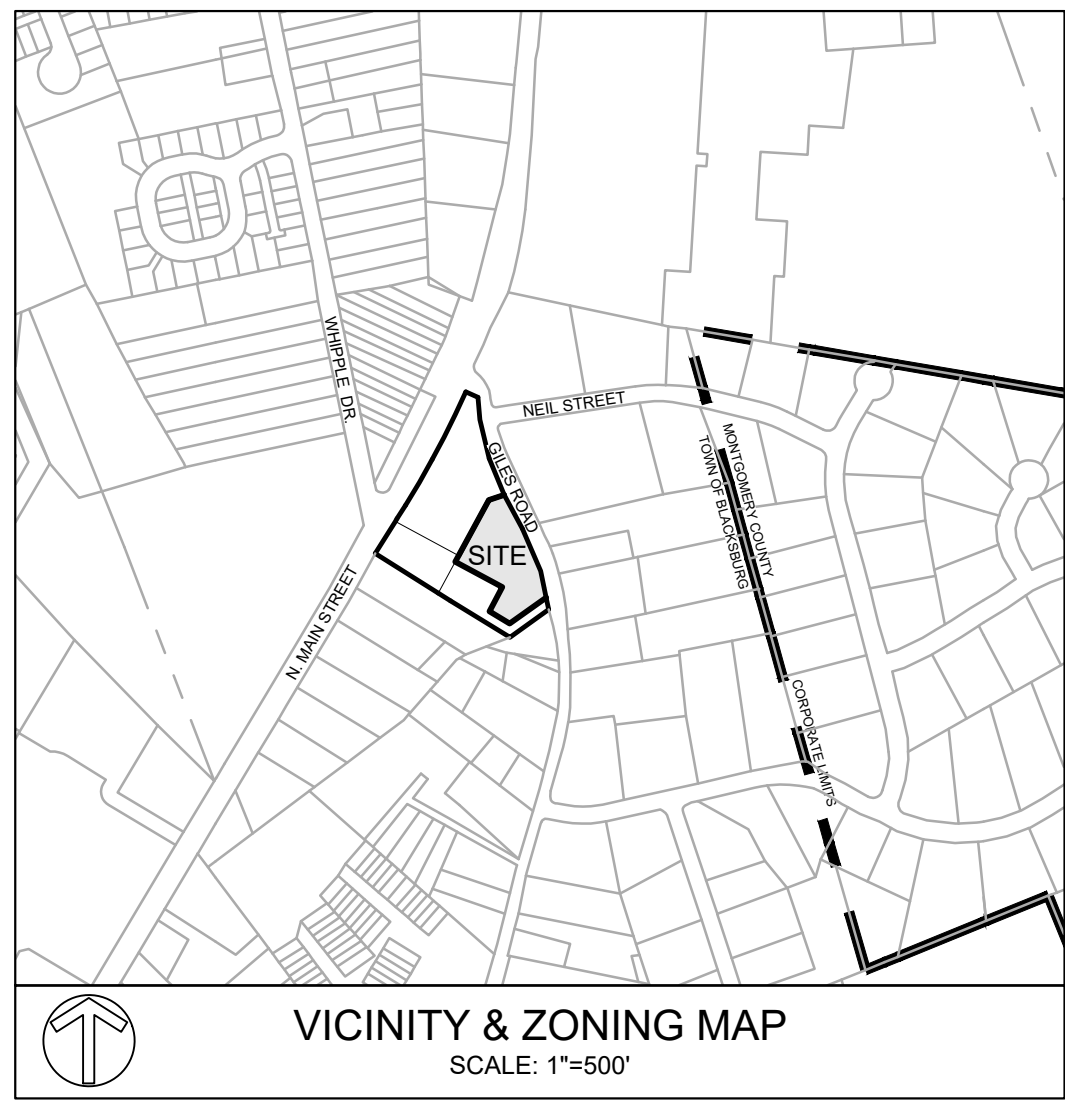 WHIPPLE DR.
NEIL STREET
GILES ROAD
MONTGOMERY COUNTY
TOWN OF BLACKSBURG
SITE
N. MAIN STREET
CORPORATE LIMITS
VICINITY & ZONING MAP
SCALE: 1"=500'